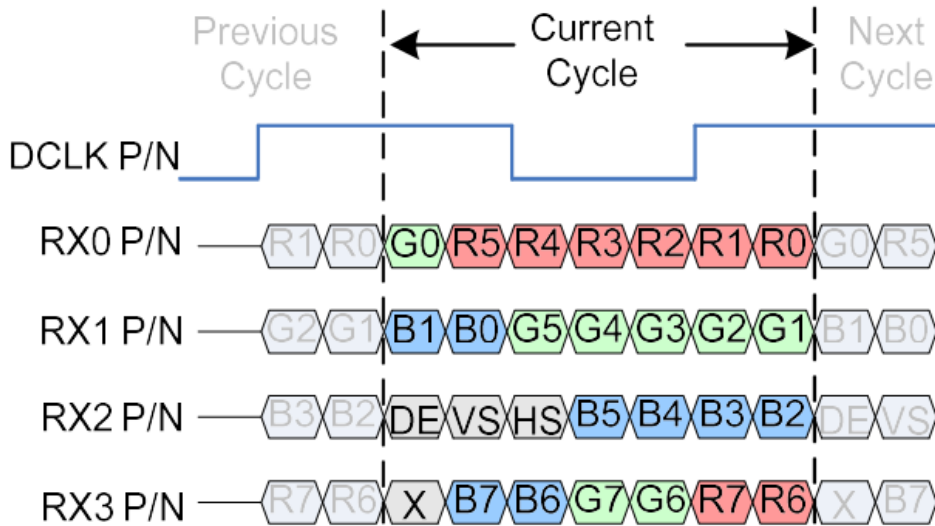 Previous Cycle
Current Cycle
Next Cycle
DCLK P/N
RX0 P/N R1 R0 G0 R5 R4 R3 R2 R1 R0 G0 R5
RX1 P/N G2 G1 B1 B0 G5 G4 G3 G2 G1 B1 B0
RX2 P/N B3 B2 DE VS HS B5 B4 B3 B2 DE VS
RX3 P/N R7 R6 X B7 B6 G7 G6 R7 R6 X B7